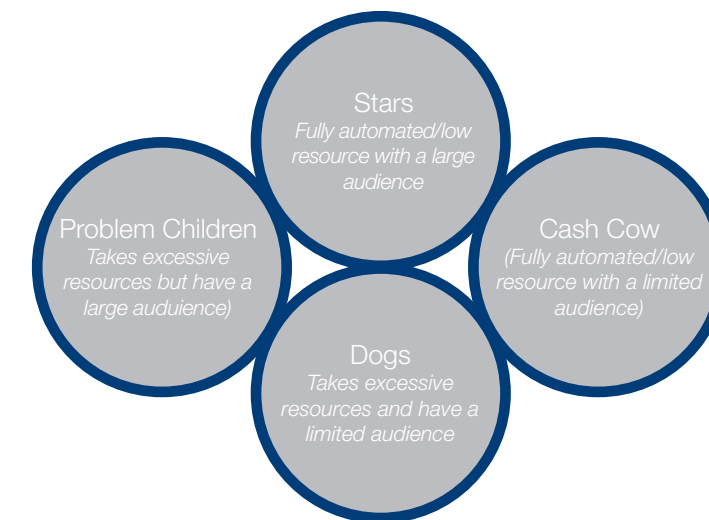 Stars
Fully automated/low
resource with a large
audience
Problem Children
Takes excessive
resources but have a
large auduience)
Cash Cow
(Fully automated/low
resource with a limited
audience)
Dogs
Takes excessive
resources and have a
limited audience